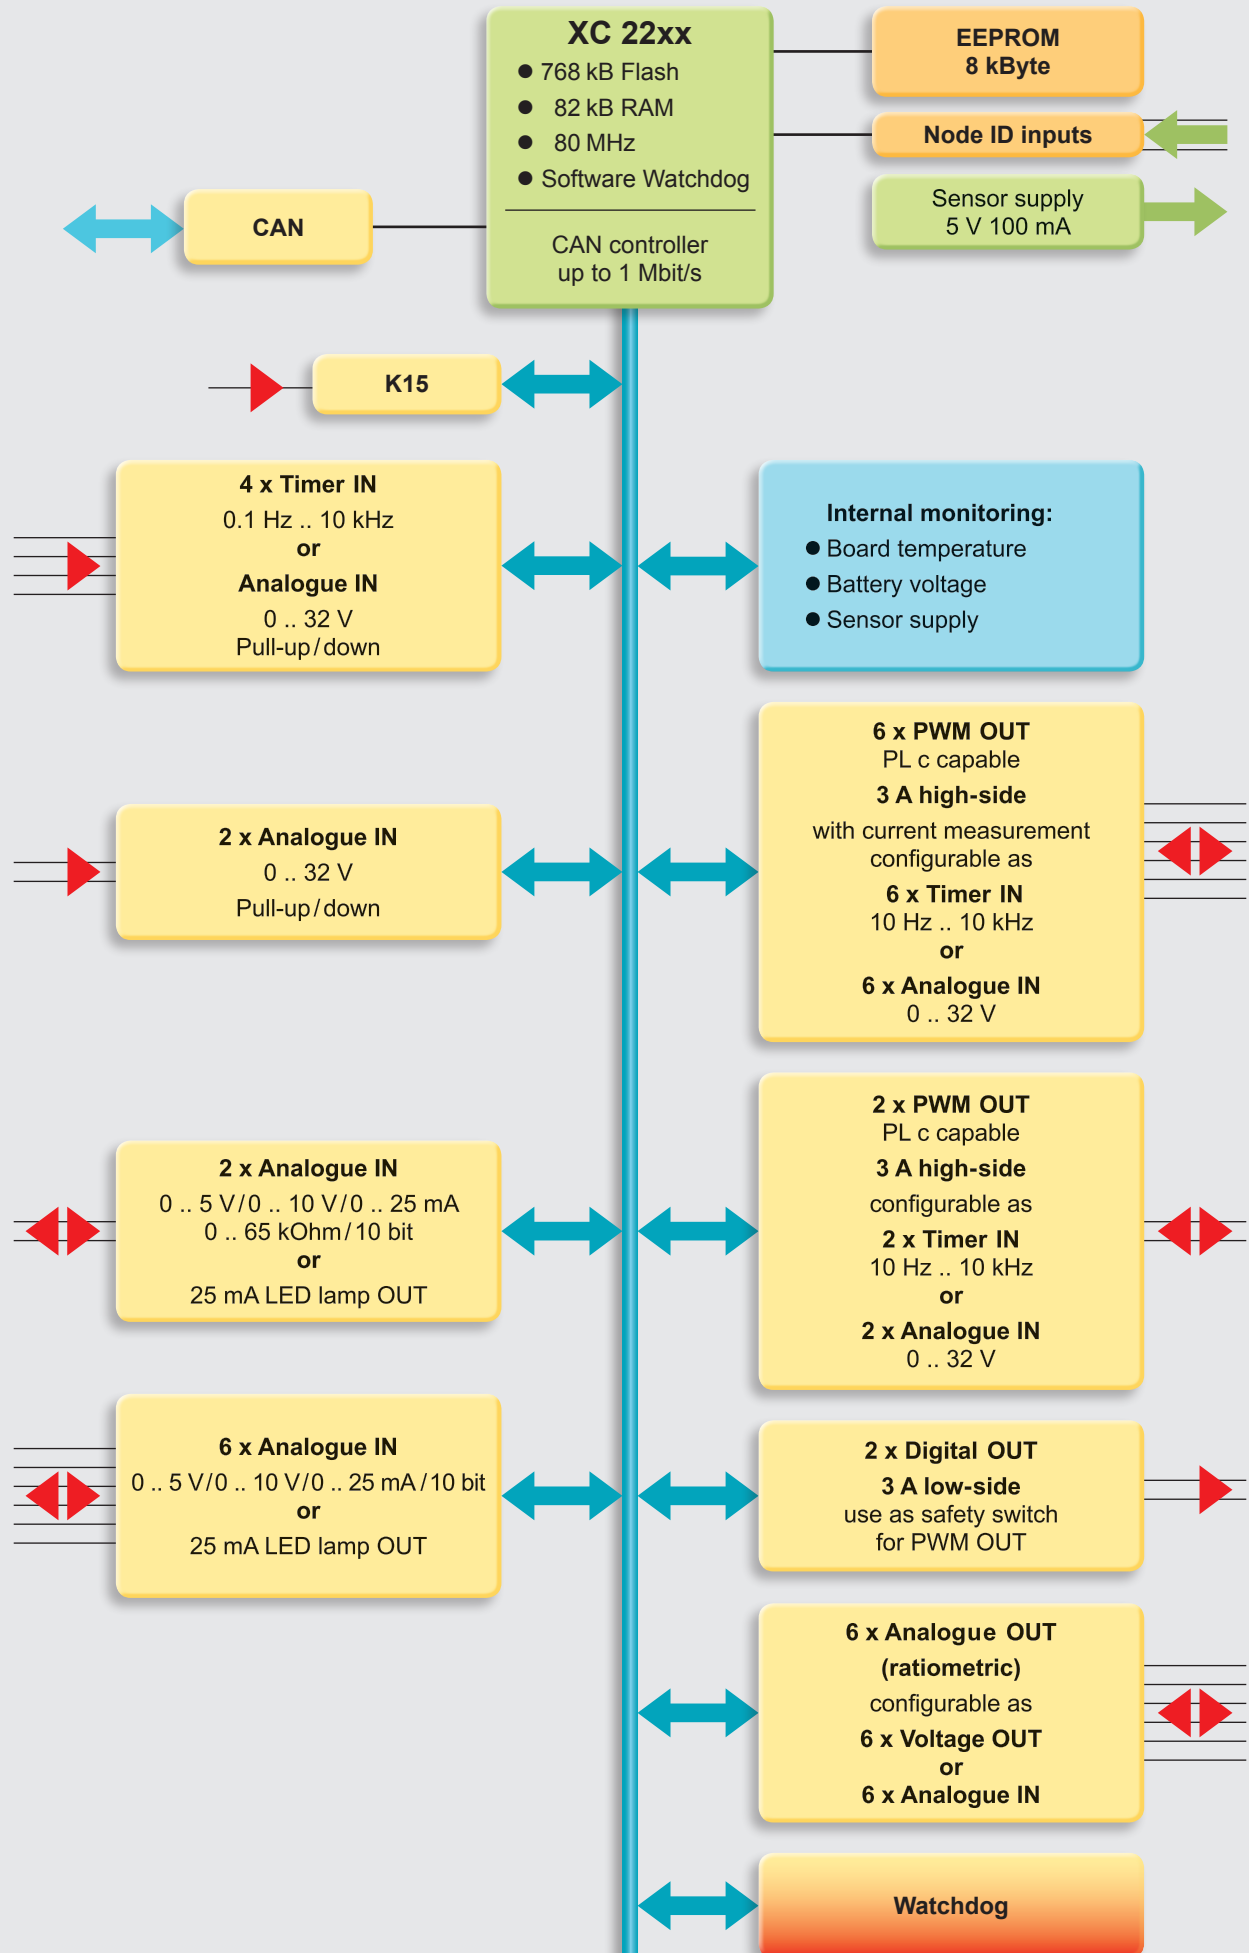 XC 22xx
● 768 kB Flash
● 82 kB RAM
● 80 MHz
● Software Watchdog
CAN controller
up to 1 Mbit/s
EEPROM
8 kByte
Node ID inputs
Sensor supply
5 V 100 mA
CAN
K15
4 x Timer IN
0.1 Hz .. 10 kHz
or
Analogue IN
0 .. 32 V
Pull-up/down
Internal monitoring:
● Board temperature
● Battery voltage
● Sensor supply
2 x Analogue IN
0 .. 32 V
Pull-up/down
6 x PWM OUT
PL c capable
3 A high-side
with current measurement
configurable as
6 x Timer IN
10 Hz .. 10 kHz
or
6 x Analogue IN
0 .. 32 V
2 x Analogue IN
0 .. 5 V/0 .. 10 V/0 .. 25 mA
0 .. 65 kOhm/10 bit
or
25 mA LED lamp OUT
2 x PWM OUT
PL c capable
3 A high-side
configurable as
2 x Timer IN
10 Hz .. 10 kHz
or
2 x Analogue IN
0 .. 32 V
6 x Analogue IN
0 .. 5 V/0 .. 10 V/0 .. 25 mA/10 bit
or
25 mA LED lamp OUT
2 x Digital OUT
3 A low-side
use as safety switch
for PWM OUT
6 x Analogue OUT
(ratiometric)
configurable as
6 x Voltage OUT
or
6 x Analogue IN
Watchdog